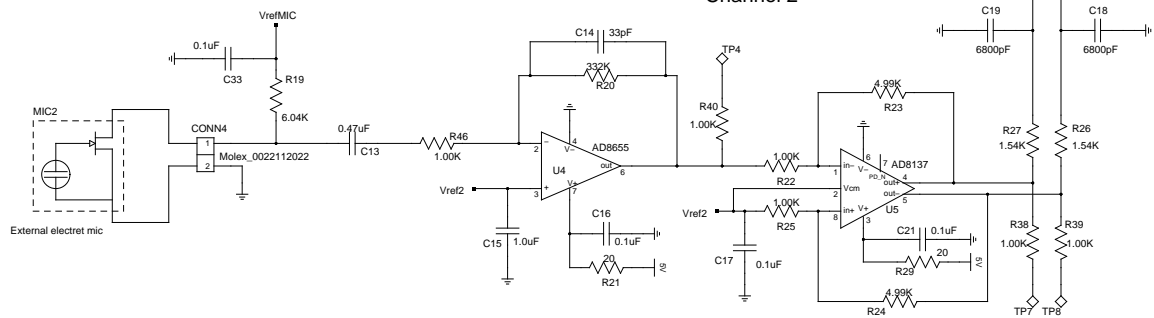 Channel 2
VrefMIC
0.1uF
C33
R19
6.04K
MIC2
CONN4
1
2
Molex_0022112022
External electret mic
0.47uF
C13
R46
1.00K
C14
33pF
332K
R20
AD8655
U4
2
3
4
V-
out
6
V+
7
−
+
Vref2
C15
1.0uF
C16
0.1uF
20
R21
5V
TP4
R40
1.00K
1.00K
R22
Vref2
1.00K
R25
C17
0.1uF
4.99K
R23
AD8137
U5
in-
1
Vcm
2
in+
8
6
V-
7
PD_N
out+
4
out-
5
V+
3
C21
0.1uF
20
R29
5V
4.99K
R24
C19
6800pF
C18
6800pF
R27
1.54K
R26
1.54K
R38
1.00K
R39
1.00K
TP7
TP8